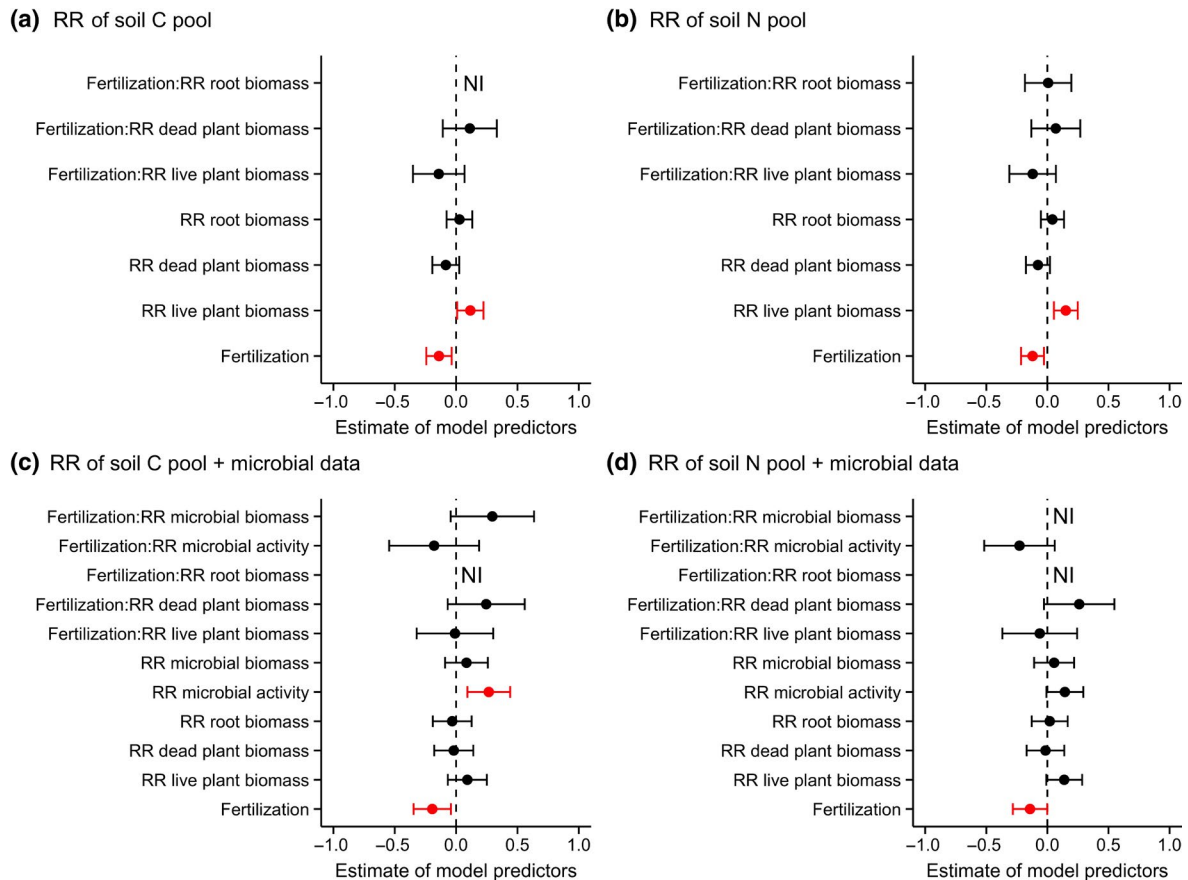 (a) RR of soil C pool
Fertilization:RR root biomass
NI
Fertilization:RR dead plant biomass
Fertilization:RR live plant biomass
RR root biomass
RR dead plant biomass
RR live plant biomass
Fertilization
−1.0 −0.5 0.0 0.5 1.0
Estimate of model predictors
(b) RR of soil N pool
Fertilization:RR root biomass
Fertilization:RR dead plant biomass
Fertilization:RR live plant biomass
RR root biomass
RR dead plant biomass
RR live plant biomass
Fertilization
−1.0 −0.5 0.0 0.5 1.0
Estimate of model predictors
(c) RR of soil C pool + microbial data
Fertilization:RR microbial biomass
Fertilization:RR microbial activity
Fertilization:RR root biomass
NI
Fertilization:RR dead plant biomass
Fertilization:RR live plant biomass
RR microbial biomass
RR microbial activity
RR root biomass
RR dead plant biomass
RR live plant biomass
Fertilization
−1.0 −0.5 0.0 0.5 1.0
Estimate of model predictors
(d) RR of soil N pool + microbial data
Fertilization:RR microbial biomass
NI
Fertilization:RR microbial activity
Fertilization:RR root biomass
NI
Fertilization:RR dead plant biomass
Fertilization:RR live plant biomass
RR microbial biomass
RR microbial activity
RR root biomass
RR dead plant biomass
RR live plant biomass
Fertilization
−1.0 −0.5 0.0 0.5 1.0
Estimate of model predictors